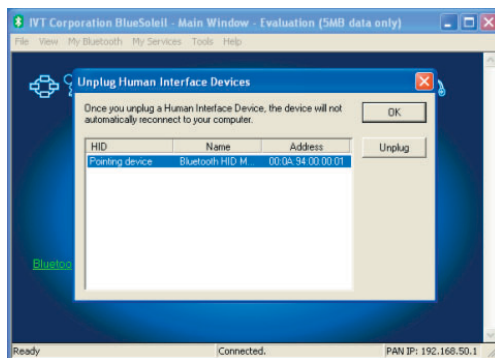 IVT Corporation BlueSoleil - Main Window - Evaluation (5MB data only)
File View My Bluetooth My Services Tools Help
Unplug Human Interface Devices
Once you unplug a Human Interface Device, the device will not
automatically reconnect to your computer.
OK
HID Name Address
Unplug
Pointing device Bluetooth HID M... 00:0A:94:00:00:01
Bluetoo
Ready Connected. PAN IP: 192.168.50.1